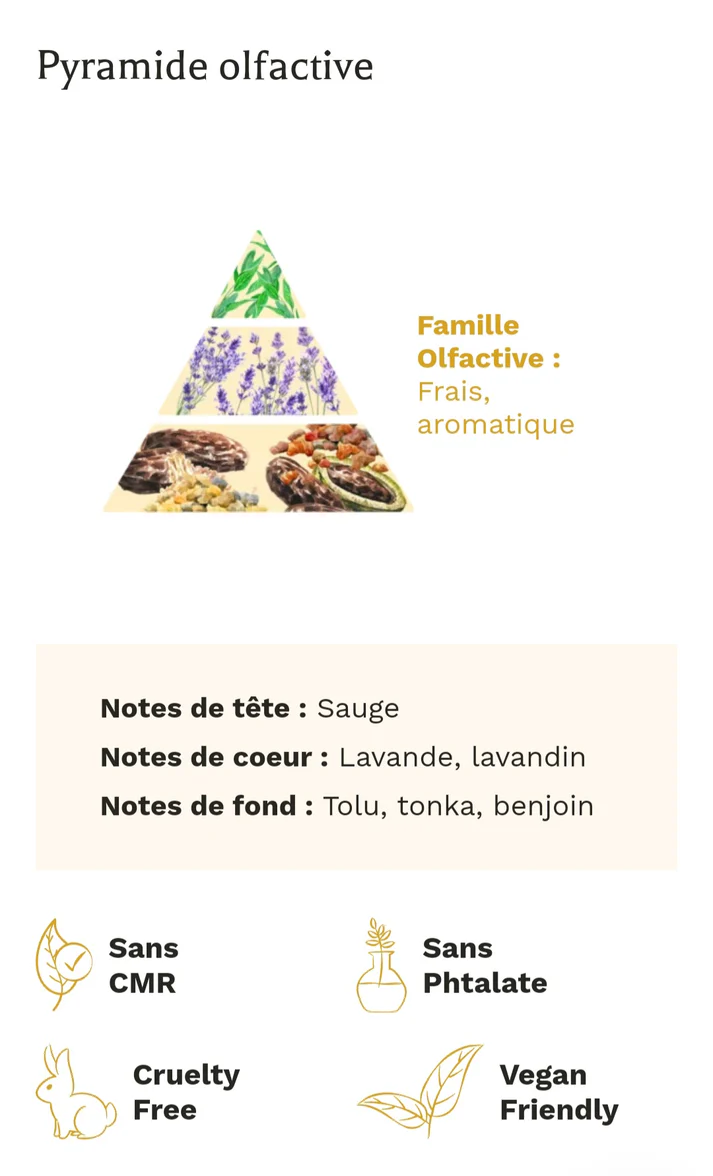 Pyramide olfactive
Famille
Olfactive :
Frais,
aromatique
Notes de tête : Sauge
Notes de coeur : Lavande, lavandin
Notes de fond : Tolu, tonka, benjoin
Sans
CMR
Sans
Phtalate
Cruelty
Free
Vegan
Friendly